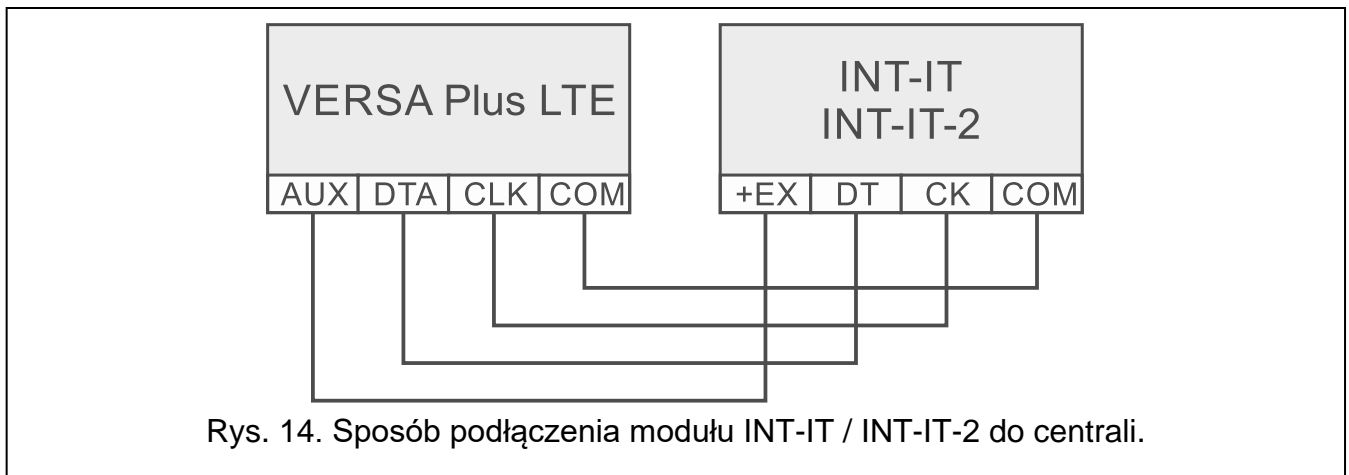 VERSA Plus LTE
INT-IT
INT-IT-2
AUX DTA CLK COM
+EX DT CK COM
Rys. 14. Sposób podłączenia modułu INT-IT / INT-IT-2 do centrali.